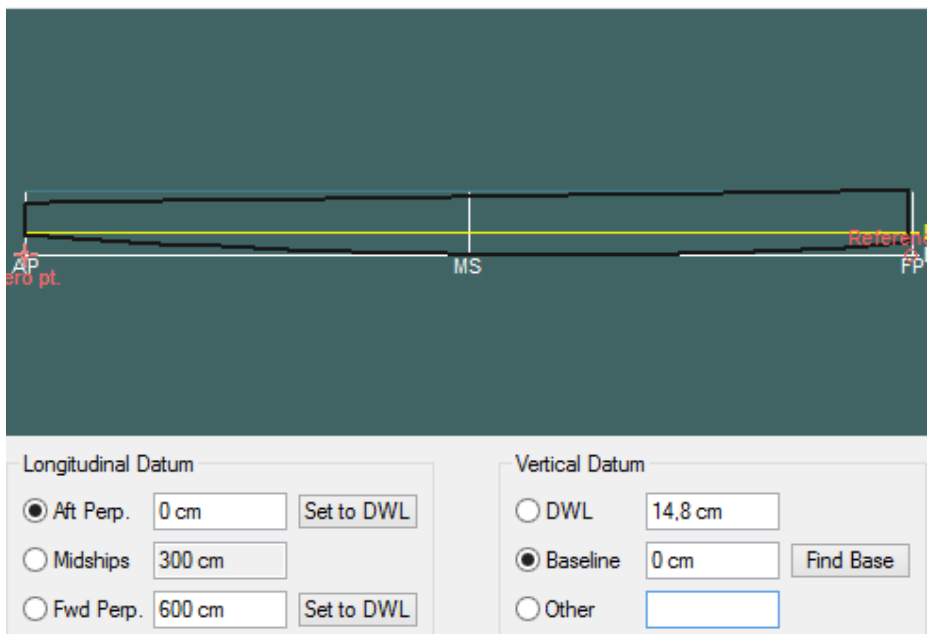 Referen
AP
MS
FP
ero pt.
Longitudinal Datum
Vertical Datum
Aft Perp.
0 cm
Set to DWL
DWL
14,8 cm
Midships
300 cm
Baseline
0 cm
Find Base
Fwd Perp.
600 cm
Set to DWL
Other